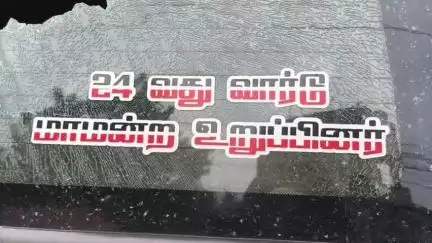 24 வது வார்டு
மாமன்ற உறுப்பினர்